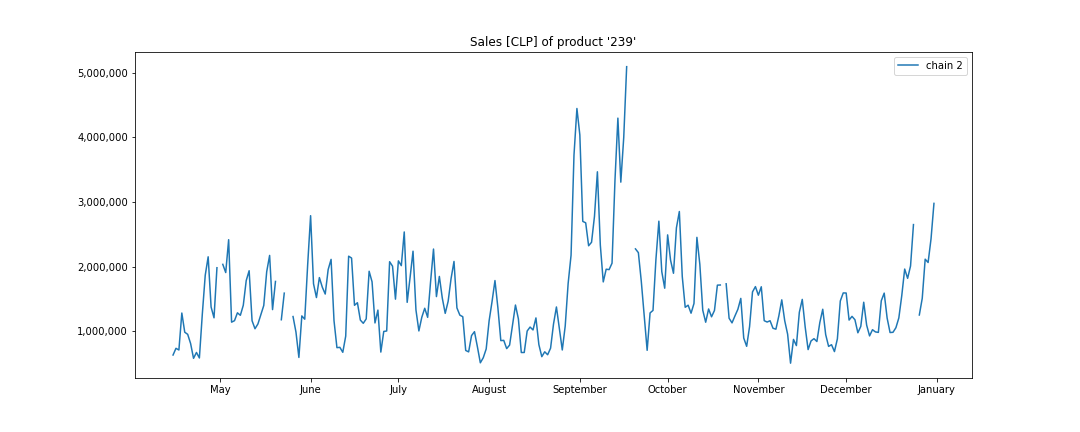 Sales [CLP] of product '239'
chain 2
5,000,000
4,000,000
3,000,000
2,000,000
1,000,000
May June July August September October November December January